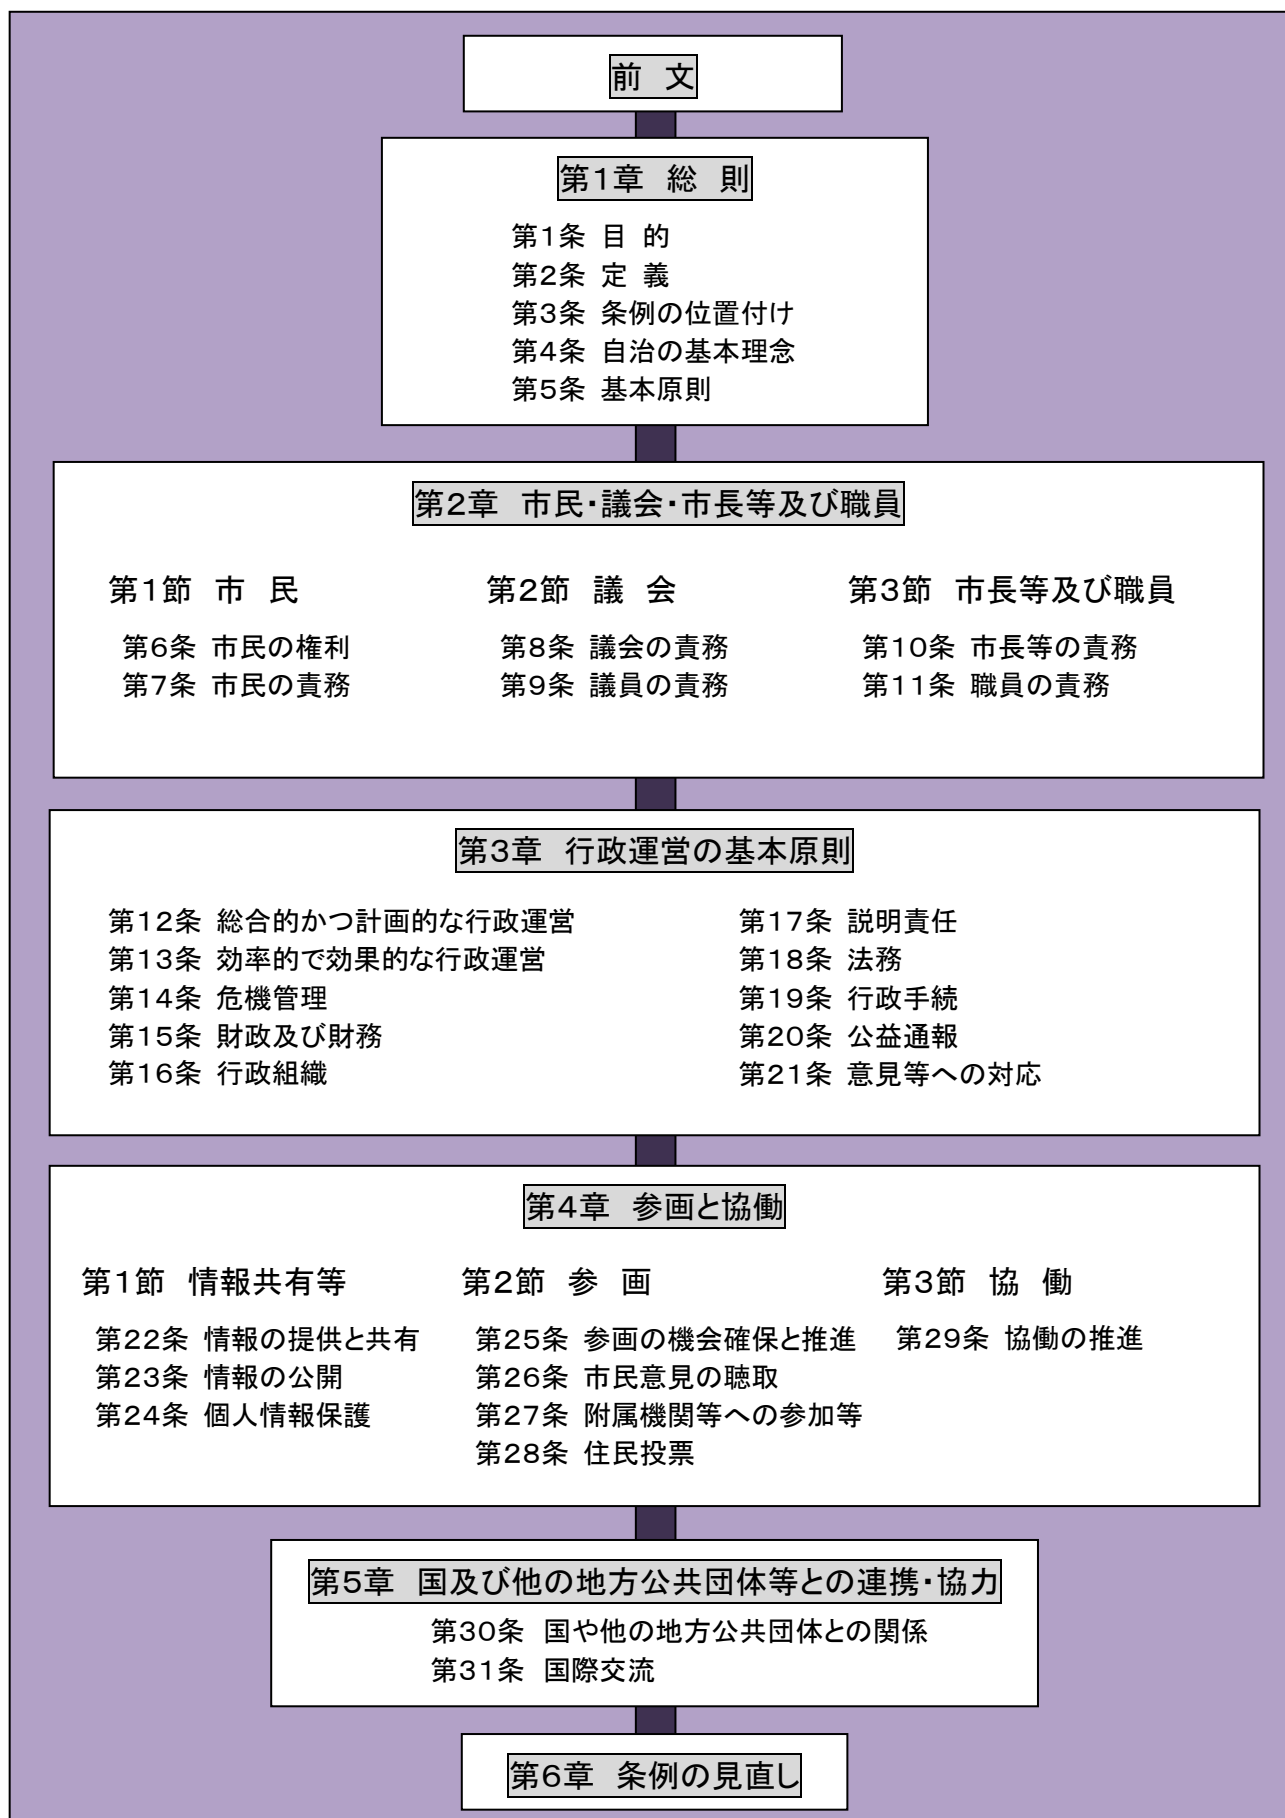 前　文
第１章　総　則
第１条 目 的
第２条 定 義
第３条 条例の位置付け
第４条 自治の基本理念
第５条 基本原則
第２章　市民・議会・市長等及び職員
第１節　市　民
第６条 市民の権利
第７条 市民の責務
第２節　議　会
第８条 議会の責務
第９条 議員の責務
第３節　市長等及び職員
第１０条 市長等の責務
第１１条 職員の責務
第３章　行政運営の基本原則
第１２条 総合的かつ計画的な行政運営
第１３条 効率的で効果的な行政運営
第１４条 危機管理
第１５条 財政及び財務
第１６条 行政組織
第１７条 説明責任
第１８条 法務
第１９条 行政手続
第２０条 公益通報
第２１条 意見等への対応
第４章　参画と協働
第１節　情報共有等
第２２条 情報の提供と共有
第２３条 情報の公開
第２４条 個人情報保護
第２節　参　画
第２５条 参画の機会確保と推進
第２６条 市民意見の聴取
第２７条 附属機関等への参加等
第２８条 住民投票
第３節　協　働
第２９条 協働の推進
第５章　国及び他の地方公共団体等との連携・協力
第３０条　国や他の地方公共団体との関係
第３１条　国際交流
第６章　条例の見直し